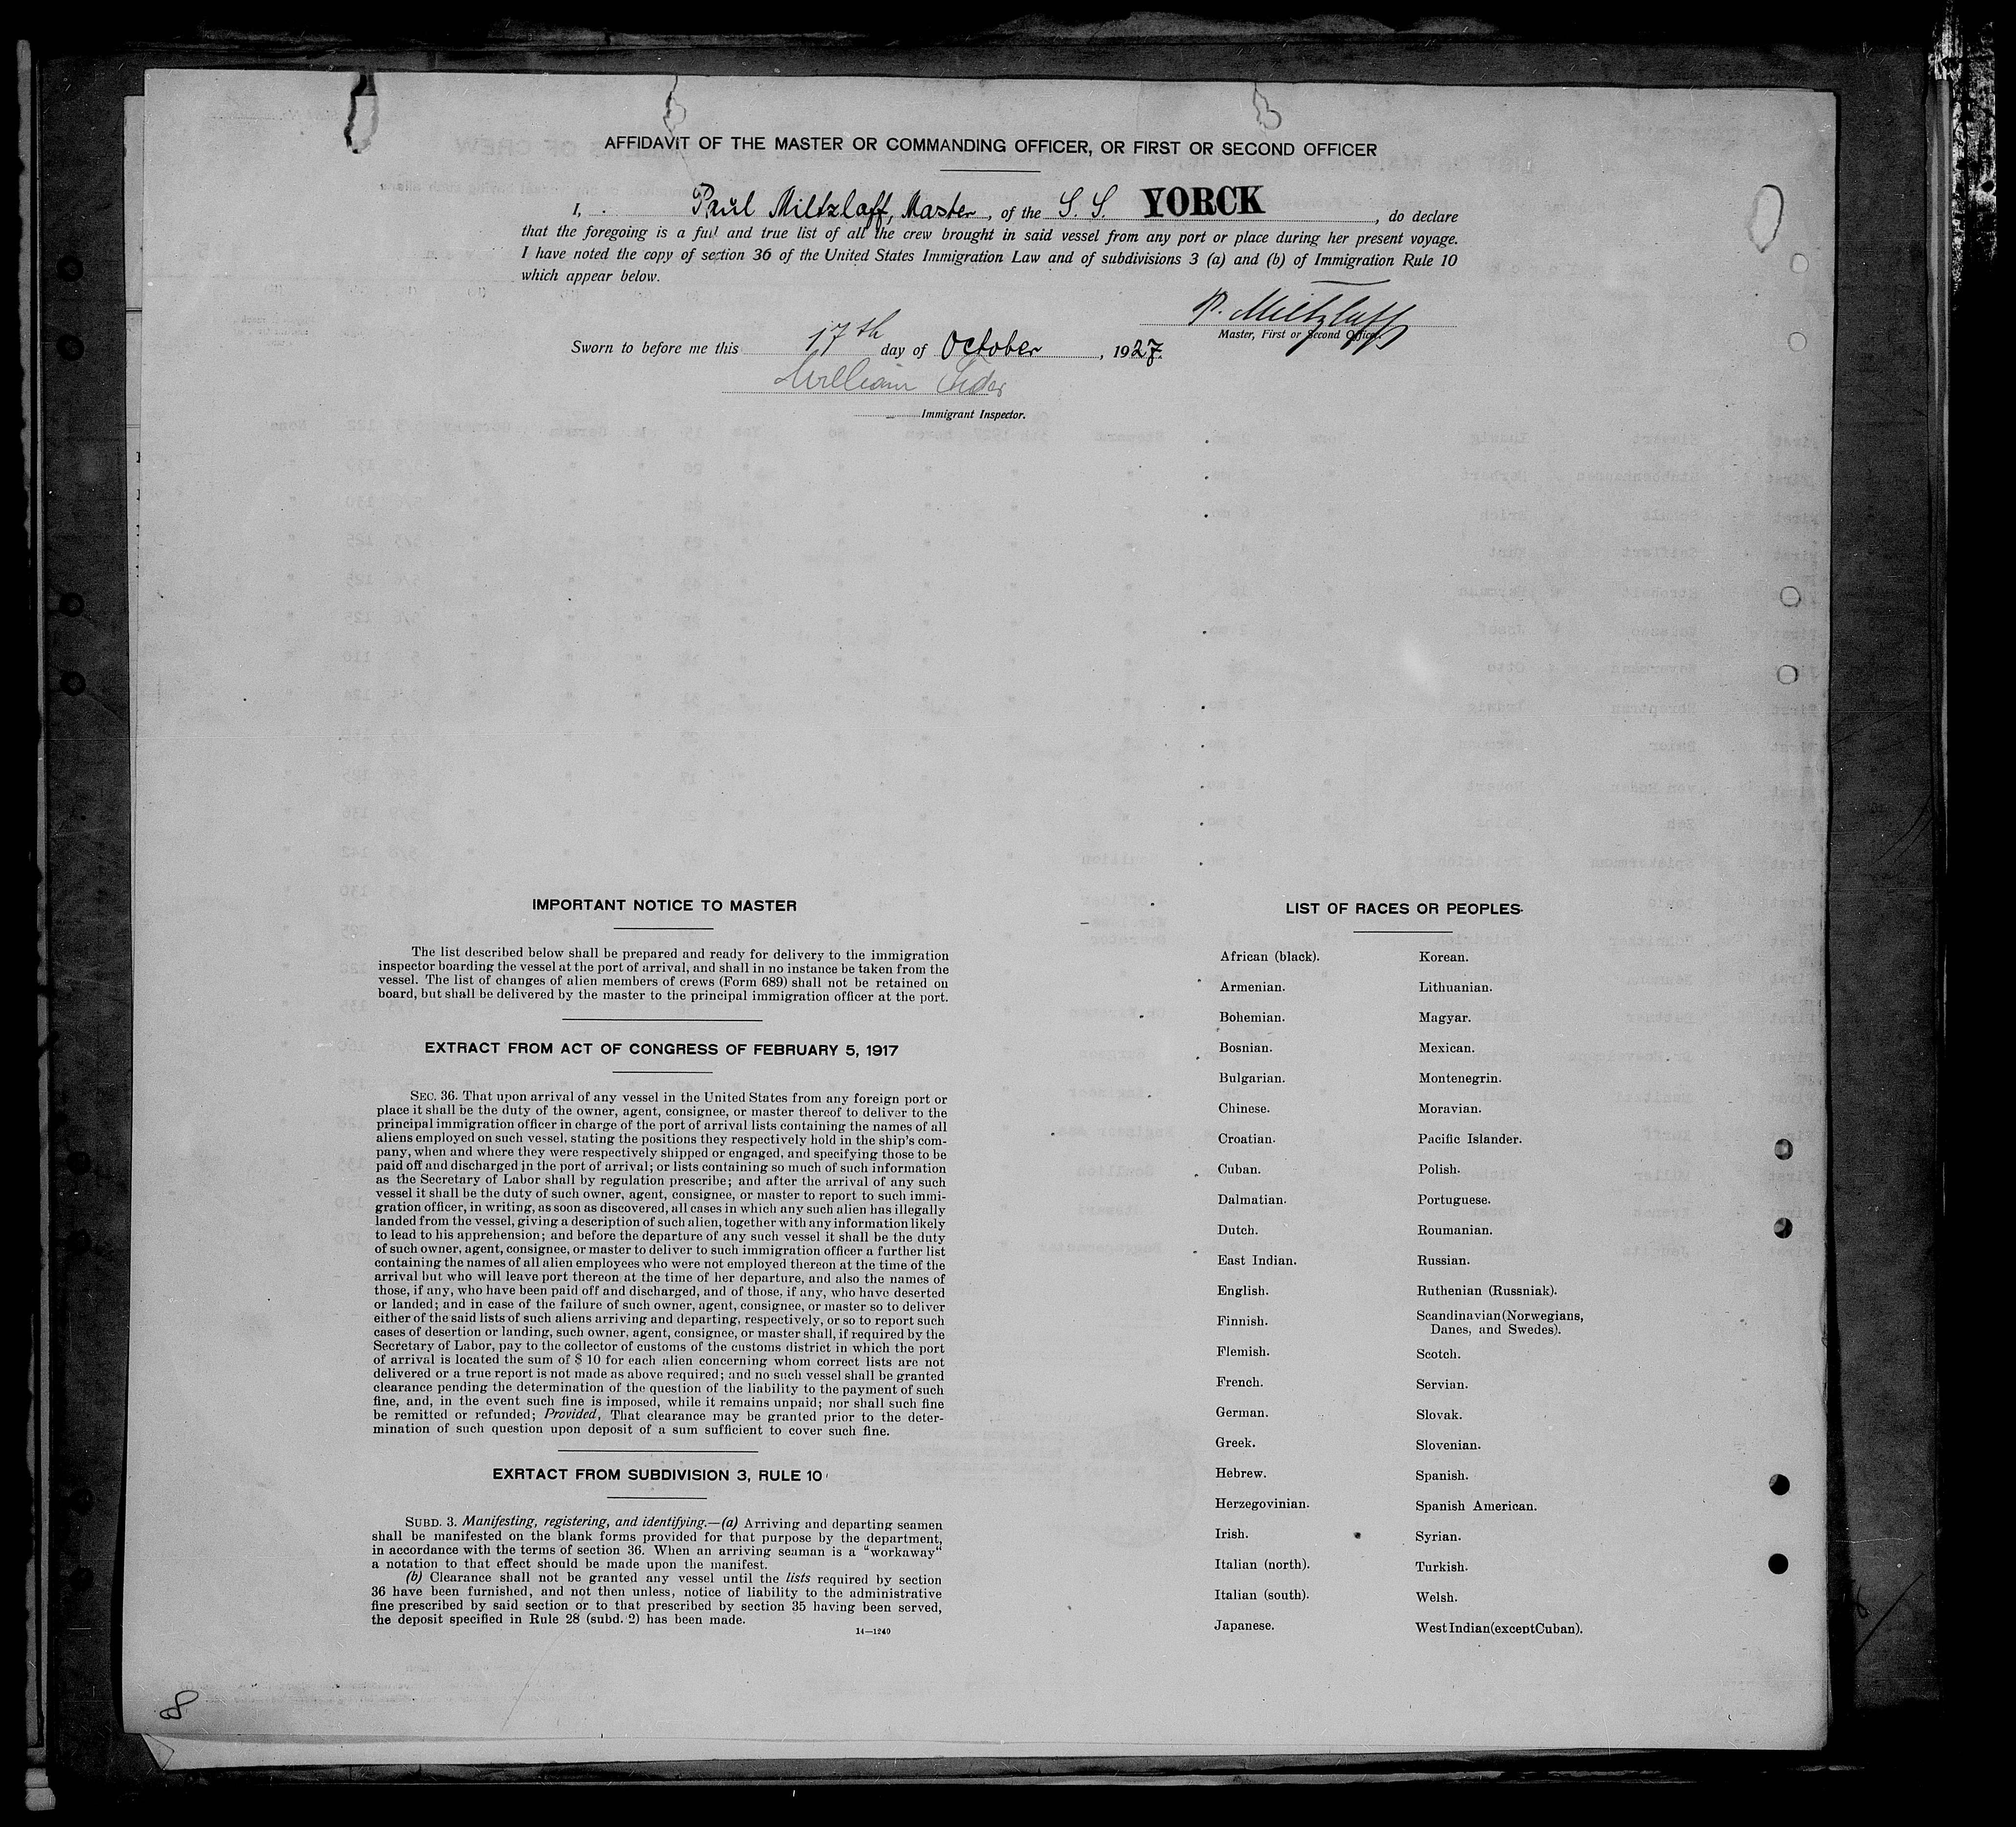 AFFIDAVIT OF THE MASTER OR COMMANDING OFFICER, OR FIRST OR SECOND OFFICER
I, Paul Miltzlaff, Master, of the S. S. YORCK, do declare
that the foregoing is a full and true list of all the crew brought in said vessel from any port or place during her present voyage.
I have noted the copy of section 36 of the United States Immigration Law and of subdivisions 3 (a) and (b) of Immigration Rule 10
which appear below.
P. Miltzlaff
Master, First or Second Officer.
Sworn to before me this 17th day of October, 1927.
William
Immigrant Inspector.
IMPORTANT NOTICE TO MASTER
The list described below shall be prepared and ready for delivery to the immigration
inspector boarding the vessel at the port of arrival, and shall in no instance be taken from the
vessel. The list of changes of alien members of crews (Form 689) shall not be retained on
board, but shall be delivered by the master to the principal immigration officer at the port.
EXTRACT FROM ACT OF CONGRESS OF FEBRUARY 5, 1917
SEC. 36. That upon arrival of any vessel in the United States from any foreign port or
place it shall be the duty of the owner, agent, consignee, or master thereof to deliver to the
principal immigration officer in charge of the port of arrival lists containing the names of all
aliens employed on such vessel, stating the positions they respectively hold in the ship's com-
pany, when and where they were respectively shipped or engaged, and specifying those to be
paid off and discharged in the port of arrival; or lists containing so much of such information
as the Secretary of Labor shall by regulation prescribe; and after the arrival of any such
vessel it shall be the duty of such owner, agent, consignee, or master to report to such immi-
gration officer, in writing, as soon as discovered, all cases in which any such alien has illegally
landed from the vessel, giving a description of such alien, together with any information likely
to lead to his apprehension; and before the departure of any such vessel it shall be the duty
of such owner, agent, consignee, or master to deliver to such immigration officer a further list
containing the names of all alien employees who were not employed thereon at the time of the
arrival but who will leave port thereon at the time of her departure, and also the names of
those, if any, who have been paid off and discharged, and of those, if any, who have deserted
or landed; and in case of the failure of such owner, agent, consignee, or master so to deliver
either of the said lists of such aliens arriving and departing, respectively, or so to report such
cases of desertion or landing, such owner, agent, consignee, or master shall, if required by the
Secretary of Labor, pay to the collector of customs of the customs district in which the port
of arrival is located the sum of $ 10 for each alien concerning whom correct lists are not
delivered or a true report is not made as above required; and no such vessel shall be granted
clearance pending the determination of the question of the liability to the payment of such
fine, and, in the event such fine is imposed, while it remains unpaid; nor shall such fine
be remitted or refunded; Provided, That clearance may be granted prior to the deter-
mination of such question upon deposit of a sum sufficient to cover such fine.
EXRTACT FROM SUBDIVISION 3, RULE 10
SUBD. 3. Manifesting, registering, and identifying.—(a) Arriving and departing seamen
shall be manifested on the blank forms provided for that purpose by the department,
in accordance with the terms of section 36. When an arriving seaman is a “workaway“
a notation to that effect should be made upon the manifest.
(b) Clearance shall not be granted any vessel until the lists required by section
36 have been furnished, and not then unless, notice of liability to the administrative
fine prescribed by said section or to that prescribed by section 35 having been served,
the deposit specified in Rule 28 (subd. 2) has been made.
14—1240
LIST OF RACES OR PEOPLES
African (black).
Armenian.
Bohemian.
Bosnian.
Bulgarian.
Chinese.
Croatian.
Cuban.
Dalmatian.
Dutch.
East Indian.
English.
Finnish.
Flemish.
French.
German.
Greek.
Hebrew.
Herzegovinian.
Irish.
Italian (north).
Italian (south).
Japanese.
Korean.
Lithuanian.
Magyar.
Mexican.
Montenegrin.
Moravian.
Pacific Islander.
Polish.
Portuguese.
Roumanian.
Russian.
Ruthenian (Russniak).
Scandinavian (Norwegians,
Danes, and Swedes).
Scotch.
Servian.
Slovak.
Slovenian.
Spanish.
Spanish American.
Syrian.
Turkish.
Welsh.
West Indian (except Cuban).
8